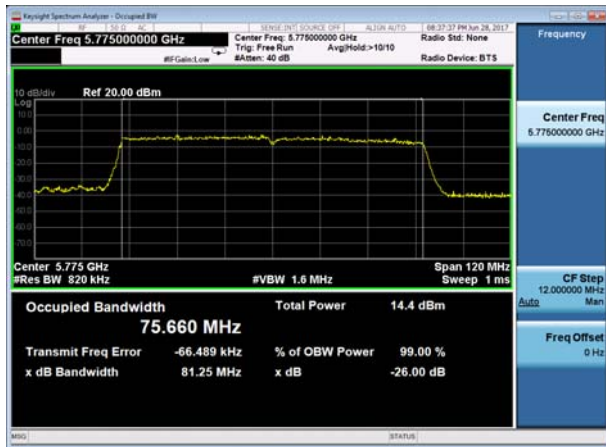 Keysight Spectrum Analyzer - Occupied BW
RF 50 Ω AC SENSE:INT SOURCE OFF ALIGN AUTO 08:37:37 PM Jun 28, 2017
Center Freq 5.775000000 GHz
Center Freq: 5.775000000 GHz
Radio Std: None
Trig: Free Run Avg|Hold:>10/10
#IFGain:Low #Atten: 40 dB Radio Device: BTS
10 dB/div Ref 20.00 dBm
Log
10.0
0.00
-10.0
-20.0
-30.0
-40.0
-50.0
-60.0
-70.0
Center 5.775 GHz Span 120 MHz
#Res BW 820 kHz #VBW 1.6 MHz Sweep 1 ms
Occupied Bandwidth Total Power 14.4 dBm
75.660 MHz
Transmit Freq Error -66.489 kHz % of OBW Power 99.00 %
x dB Bandwidth 81.25 MHz x dB -26.00 dB
Frequency
Center Freq
5.775000000 GHz
CF Step
12.000000 MHz
Auto Man
Freq Offset
0 Hz
MSG STATUS